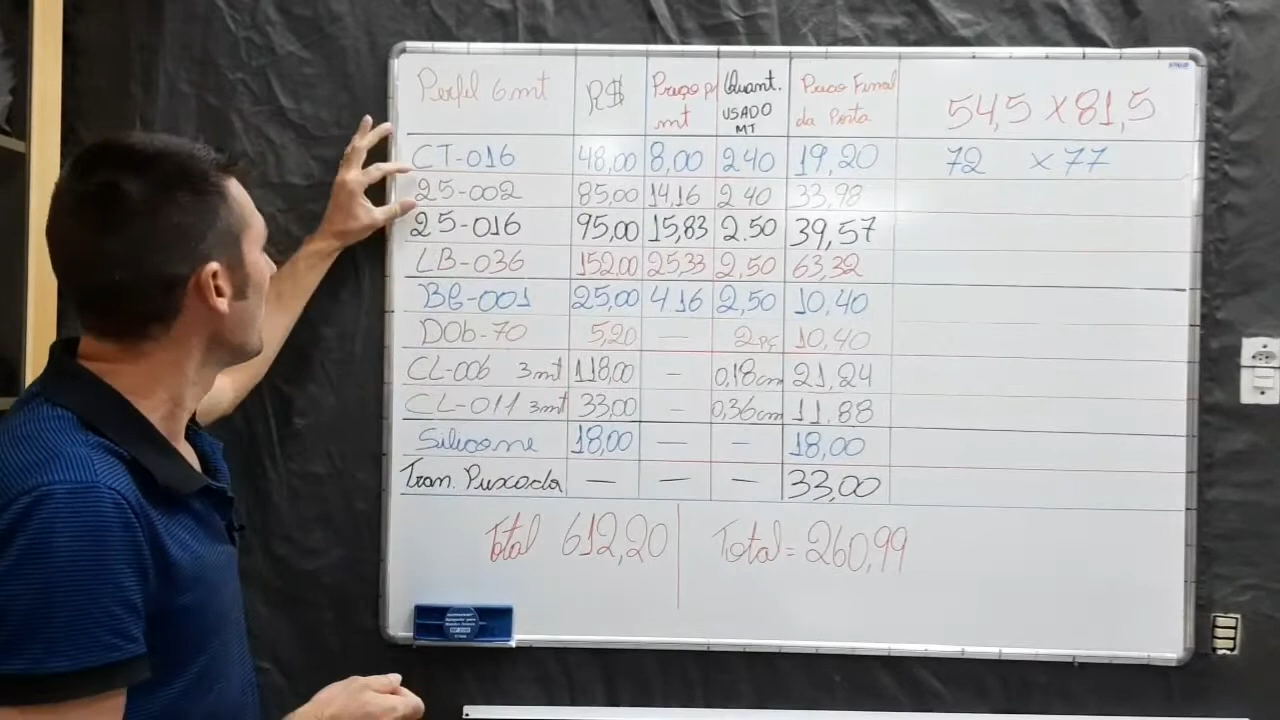 Perfil 6mt R$ Preço p/ mt Quant. USADO MT Preco Final da Porta 54,5 x 81,5
CT-016 48,00 8,00 2 40 19,20 72 x 77
25-002 85,00 14,16 2 40 33,98
25-016 95,00 15,83 2.50 39,57
LB-036 152,00 25,33 2,50 63,32
BG-001 25,00 4 16 2,50 10,40
DOb-70 5,20 — 2 10,40
CL-006 3mt 118,00 - 0,18cm 21,24
CL-011 3mt 33,00 - 0,36cm 11,88
Silicone 18,00 — - 18,00
Tran. Puxada — — — 33,00
Total 612,20 Total = 260,99